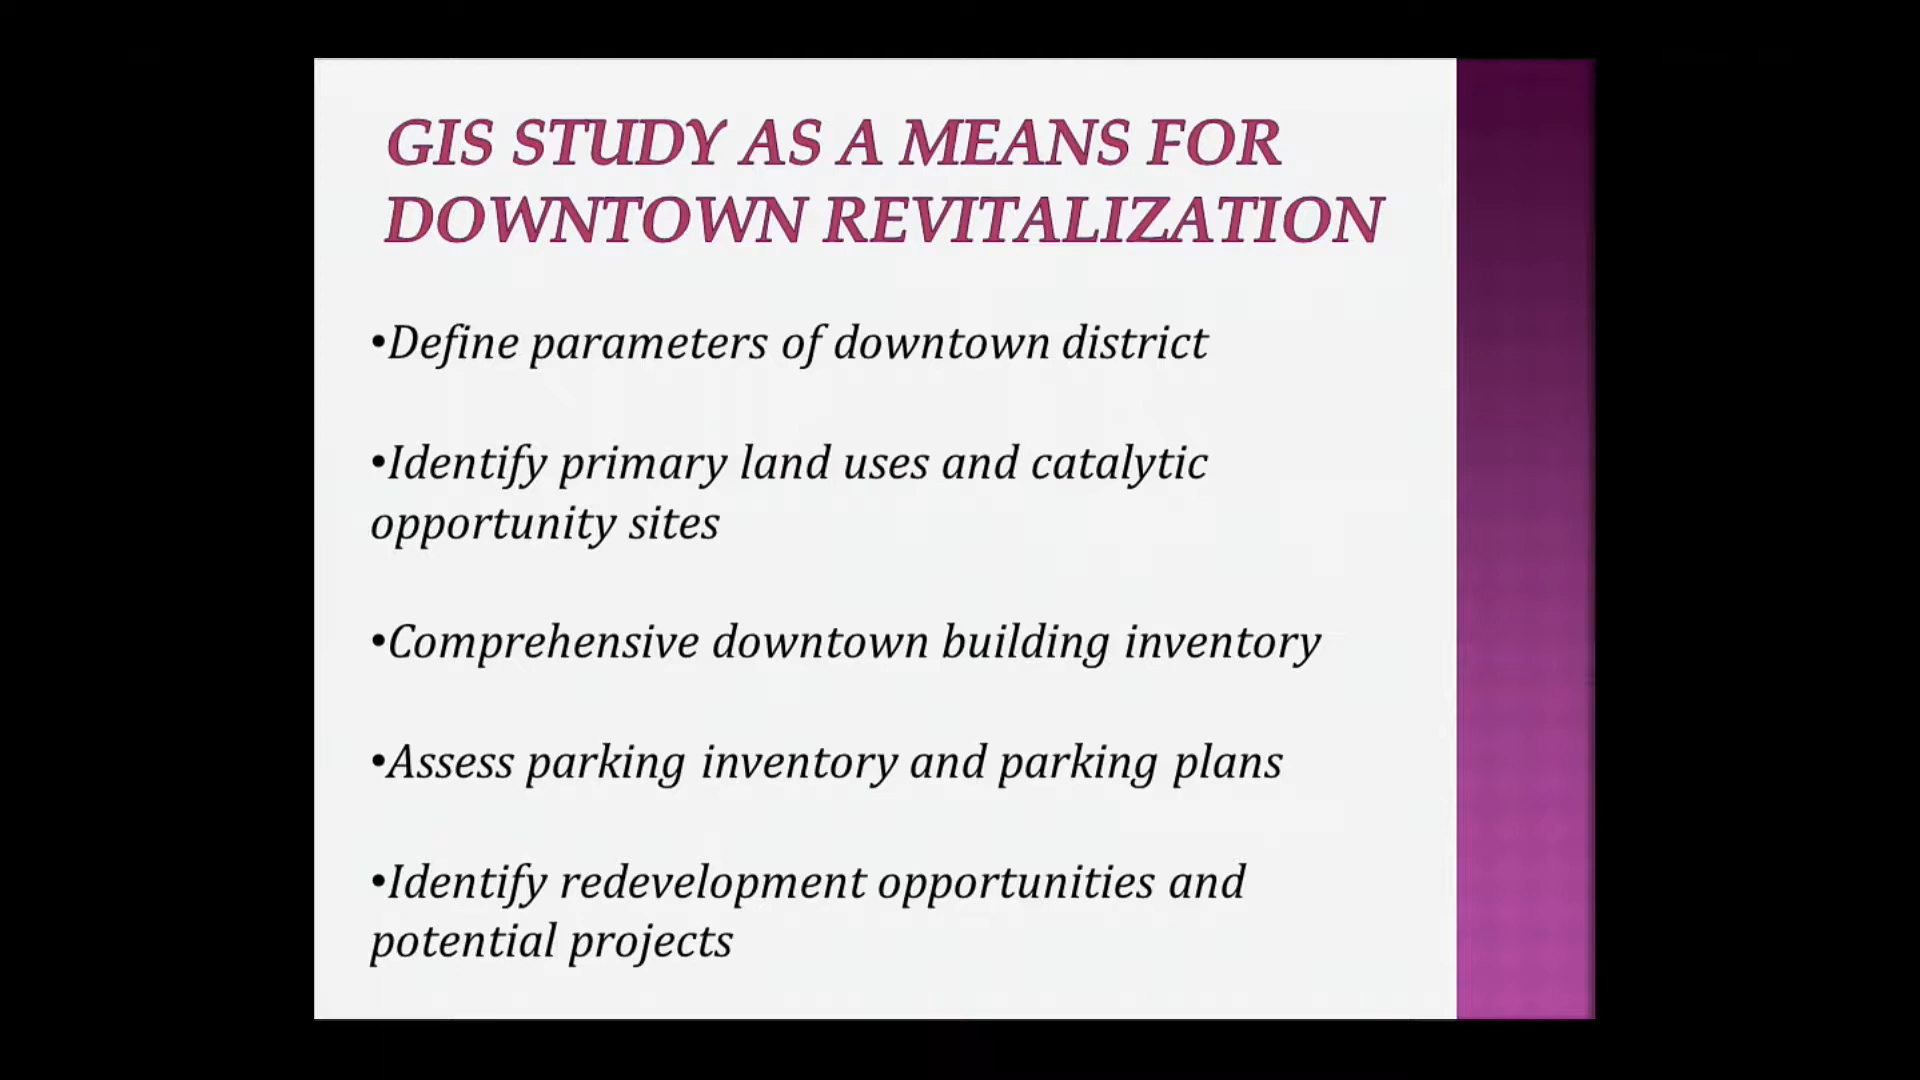 GIS STUDY AS A MEANS FOR
DOWNTOWN REVITALIZATION
•Define parameters of downtown district
•Identify primary land uses and catalytic
opportunity sites
•Comprehensive downtown building inventory
•Assess parking inventory and parking plans
•Identify redevelopment opportunities and
potential projects